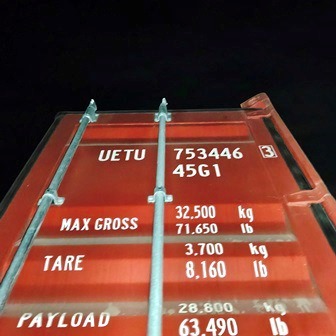 UETU 753446 3
45G1
MAX GROSS 32,500 kg
71,650 lb
TARE 3,700 kg
8,160 lb
28,800 kg
PAYLOAD 63,490 lb